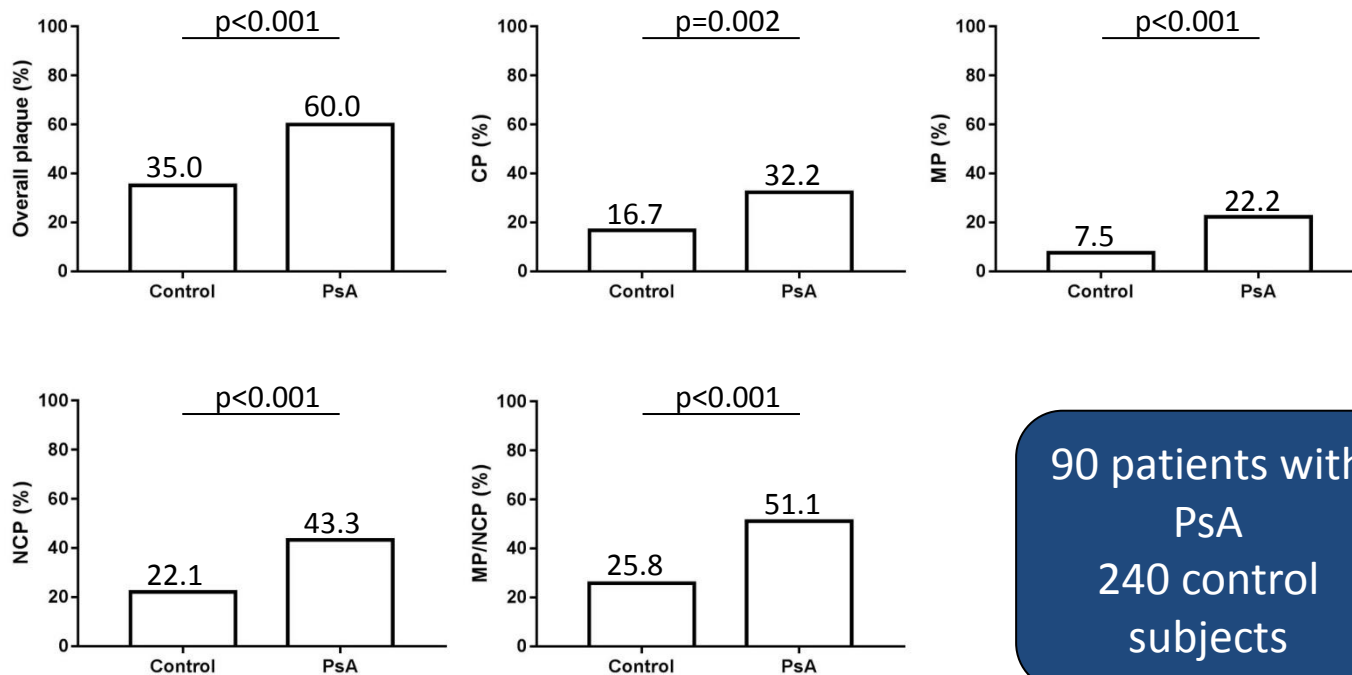 p<0.001
Overall plaque (%)
100
80
60
40
20
0
35.0
60.0
Control PsA
p=0.002
CP (%)
100
80
60
40
20
0
16.7
32.2
Control PsA
p<0.001
MP (%)
100
80
60
40
20
0
7.5
22.2
Control PsA
p<0.001
NCP (%)
100
80
60
40
20
0
22.1
43.3
Control PsA
p<0.001
MP/NCP (%)
100
80
60
40
20
0
25.8
51.1
Control PsA
90 patients with
PsA
240 control
subjects